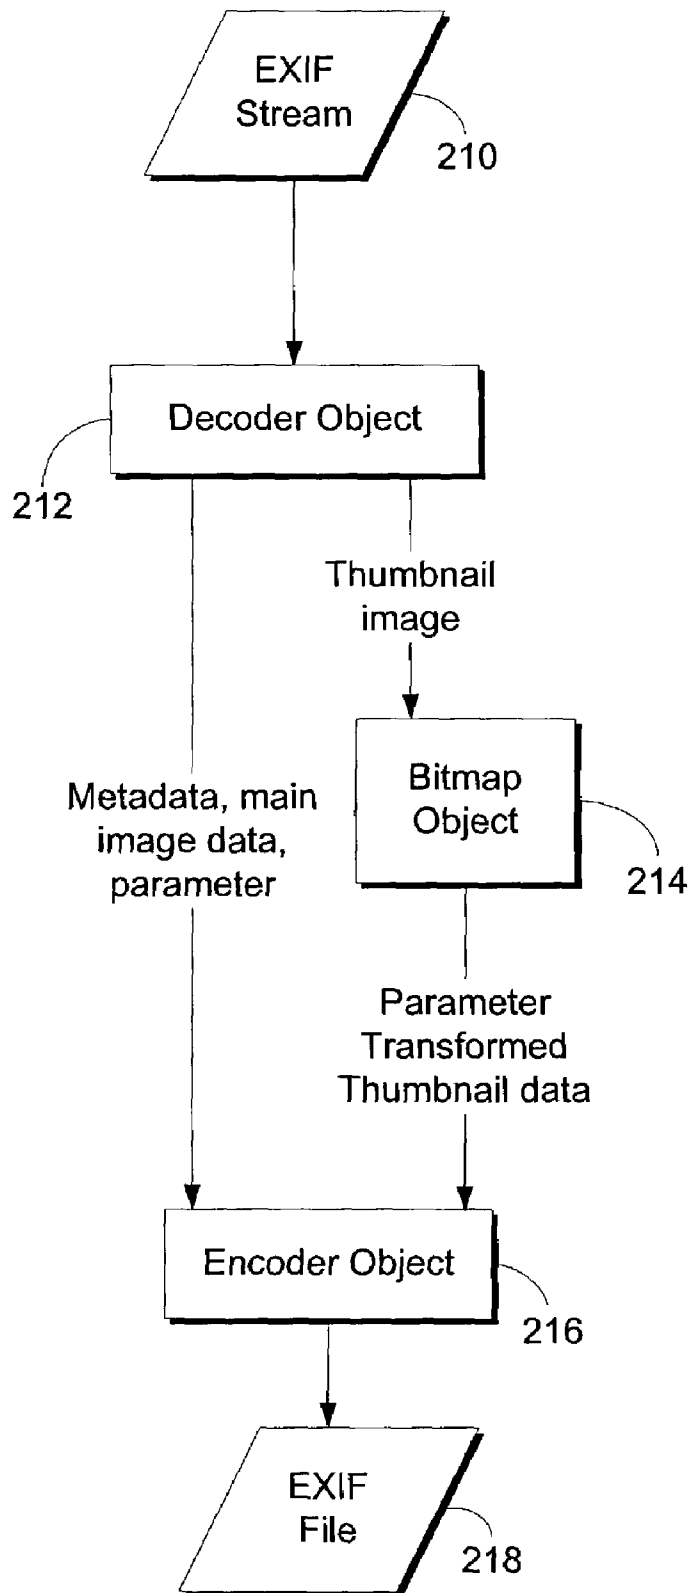 EXIF
Stream
210
Decoder Object
212
Thumbnail
image
Metadata, main
image data,
parameter
Bitmap
Object
214
Parameter
Transformed
Thumbnail data
Encoder Object
216
EXIF
File
218